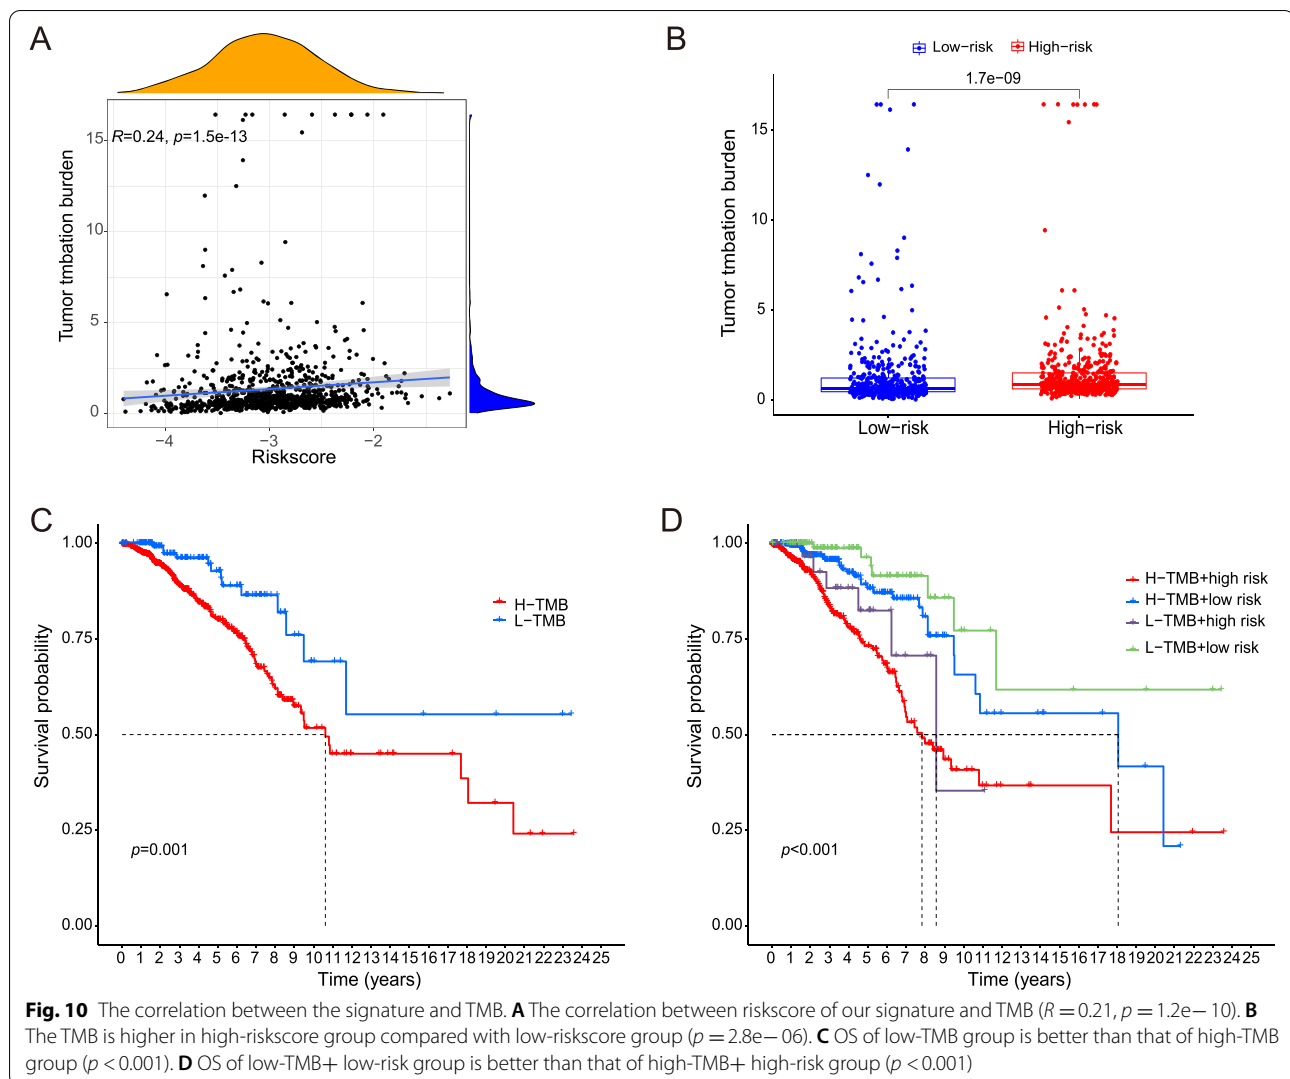 A
R=0.24, p=1.5e-13
Tumor tmbation burden
15
10
5
0
−4
−3
−2
Riskscore
B
Low−risk
High−risk
1.7e−09
Tumor tmbation burden
15
10
5
0
Low−risk
High−risk
C
Survival probability
1.00
0.75
0.50
0.25
0.00
H−TMB
L−TMB
p=0.001
0 1 2 3 4 5 6 7 8 9 10 11 12 13 14 15 16 17 18 19 20 21 22 23 24 25
Time (years)
D
Survival probability
1.00
0.75
0.50
0.25
0.00
H−TMB+high risk
H−TMB+low risk
L−TMB+high risk
L−TMB+low risk
p<0.001
0 1 2 3 4 5 6 7 8 9 10 11 12 13 14 15 16 17 18 19 20 21 22 23 24 25
Time (years)
Fig. 10 The correlation between the signature and TMB. A The correlation between riskscore of our signature and TMB (R = 0.21, p = 1.2e− 10). B
The TMB is higher in high-riskscore group compared with low-riskscore group (p = 2.8e− 06). C OS of low-TMB group is better than that of high-TMB
group (p < 0.001). D OS of low-TMB+ low-risk group is better than that of high-TMB+ high-risk group (p < 0.001)